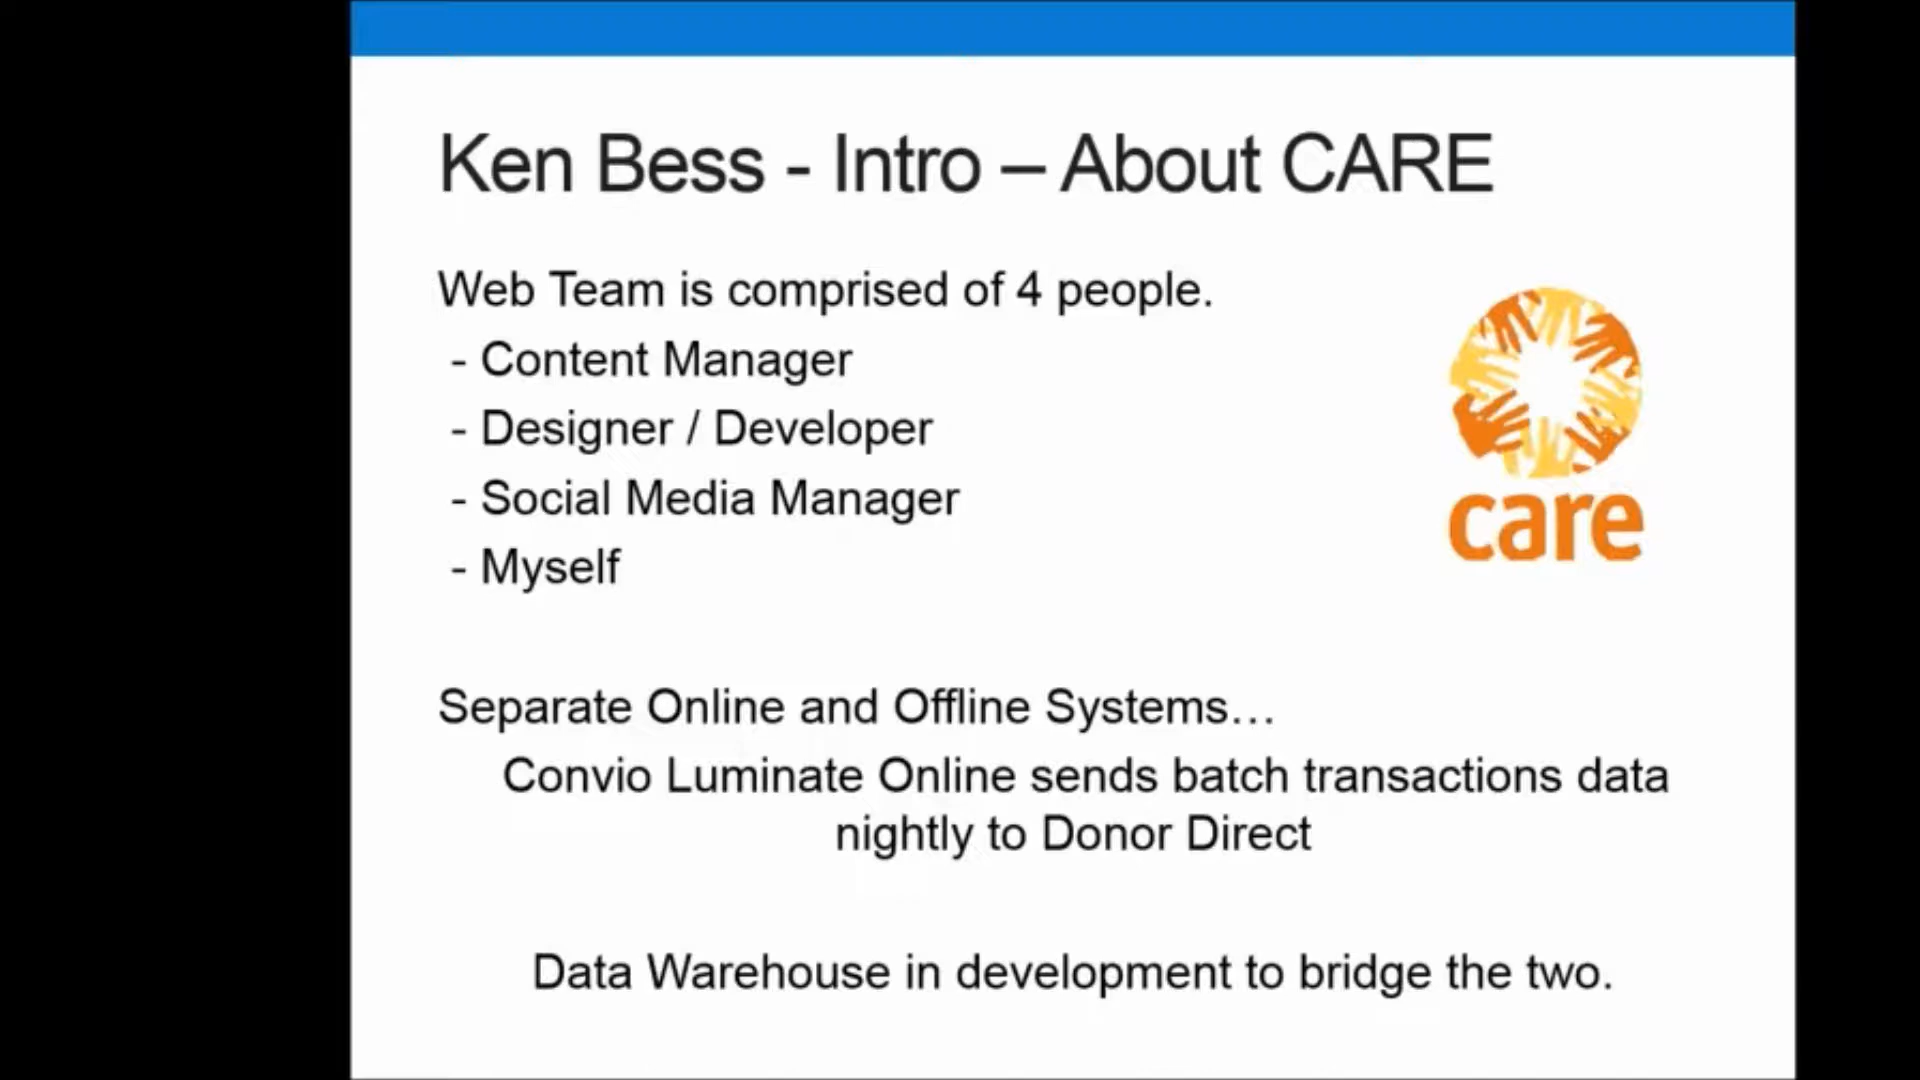 Ken Bess - Intro – About CARE
Web Team is comprised of 4 people.
- Content Manager
- Designer / Developer
- Social Media Manager
- Myself
care
Separate Online and Offline Systems…
Convio Luminate Online sends batch transactions data
nightly to Donor Direct
Data Warehouse in development to bridge the two.